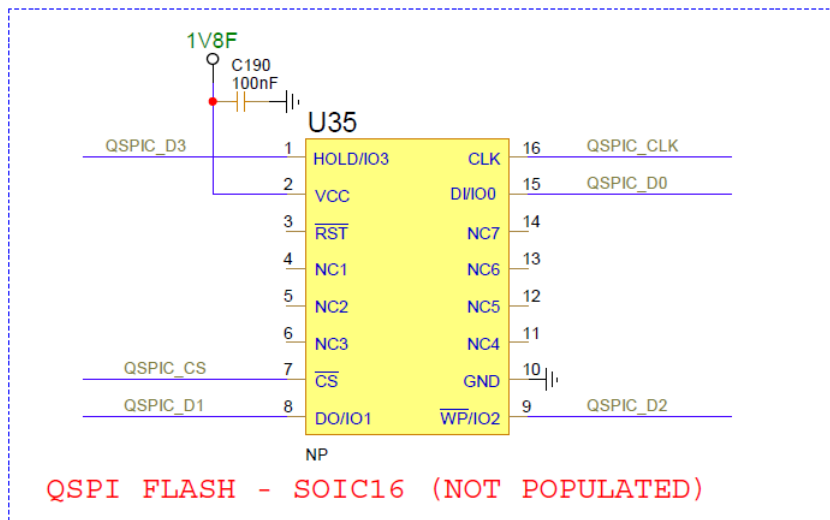 1V8F
C190
100nF
U35
QSPIC_D3 1 HOLD/IO3 CLK 16 QSPIC_CLK
2 VCC DI/IO0 15 QSPIC_D0
3 RST NC7 14
4 NC1 NC6 13
5 NC2 NC5 12
6 NC3 NC4 11
QSPIC_CS 7 CS GND 10
QSPIC_D1 8 DO/IO1 WP/IO2 9 QSPIC_D2
NP
QSPI FLASH - SOIC16 (NOT POPULATED)